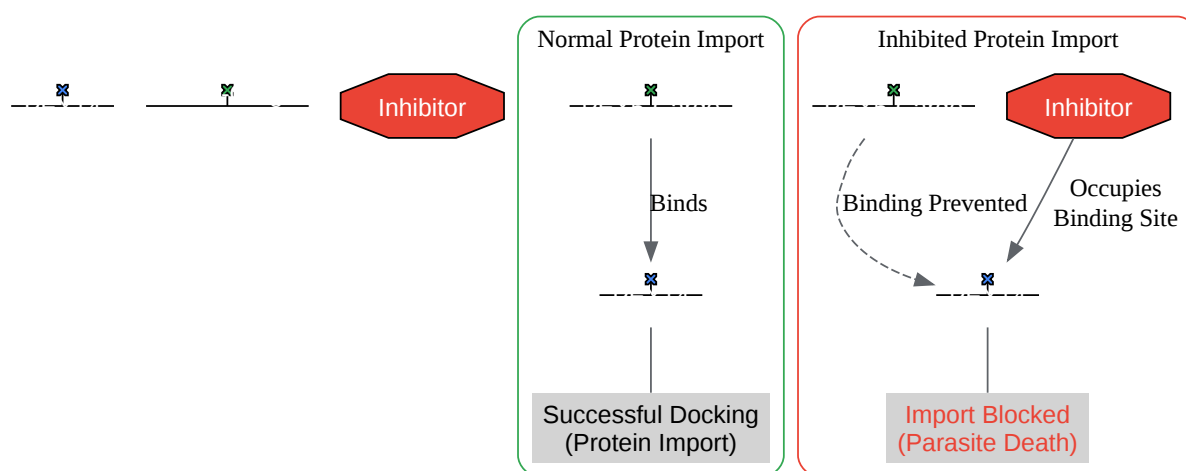 Normal Protein Import
Inhibited Protein Import
Inhibitor
Inhibitor
Binds
Binding Prevented
Occupies
Binding Site
Successful Docking
(Protein Import)
Import Blocked
(Parasite Death)